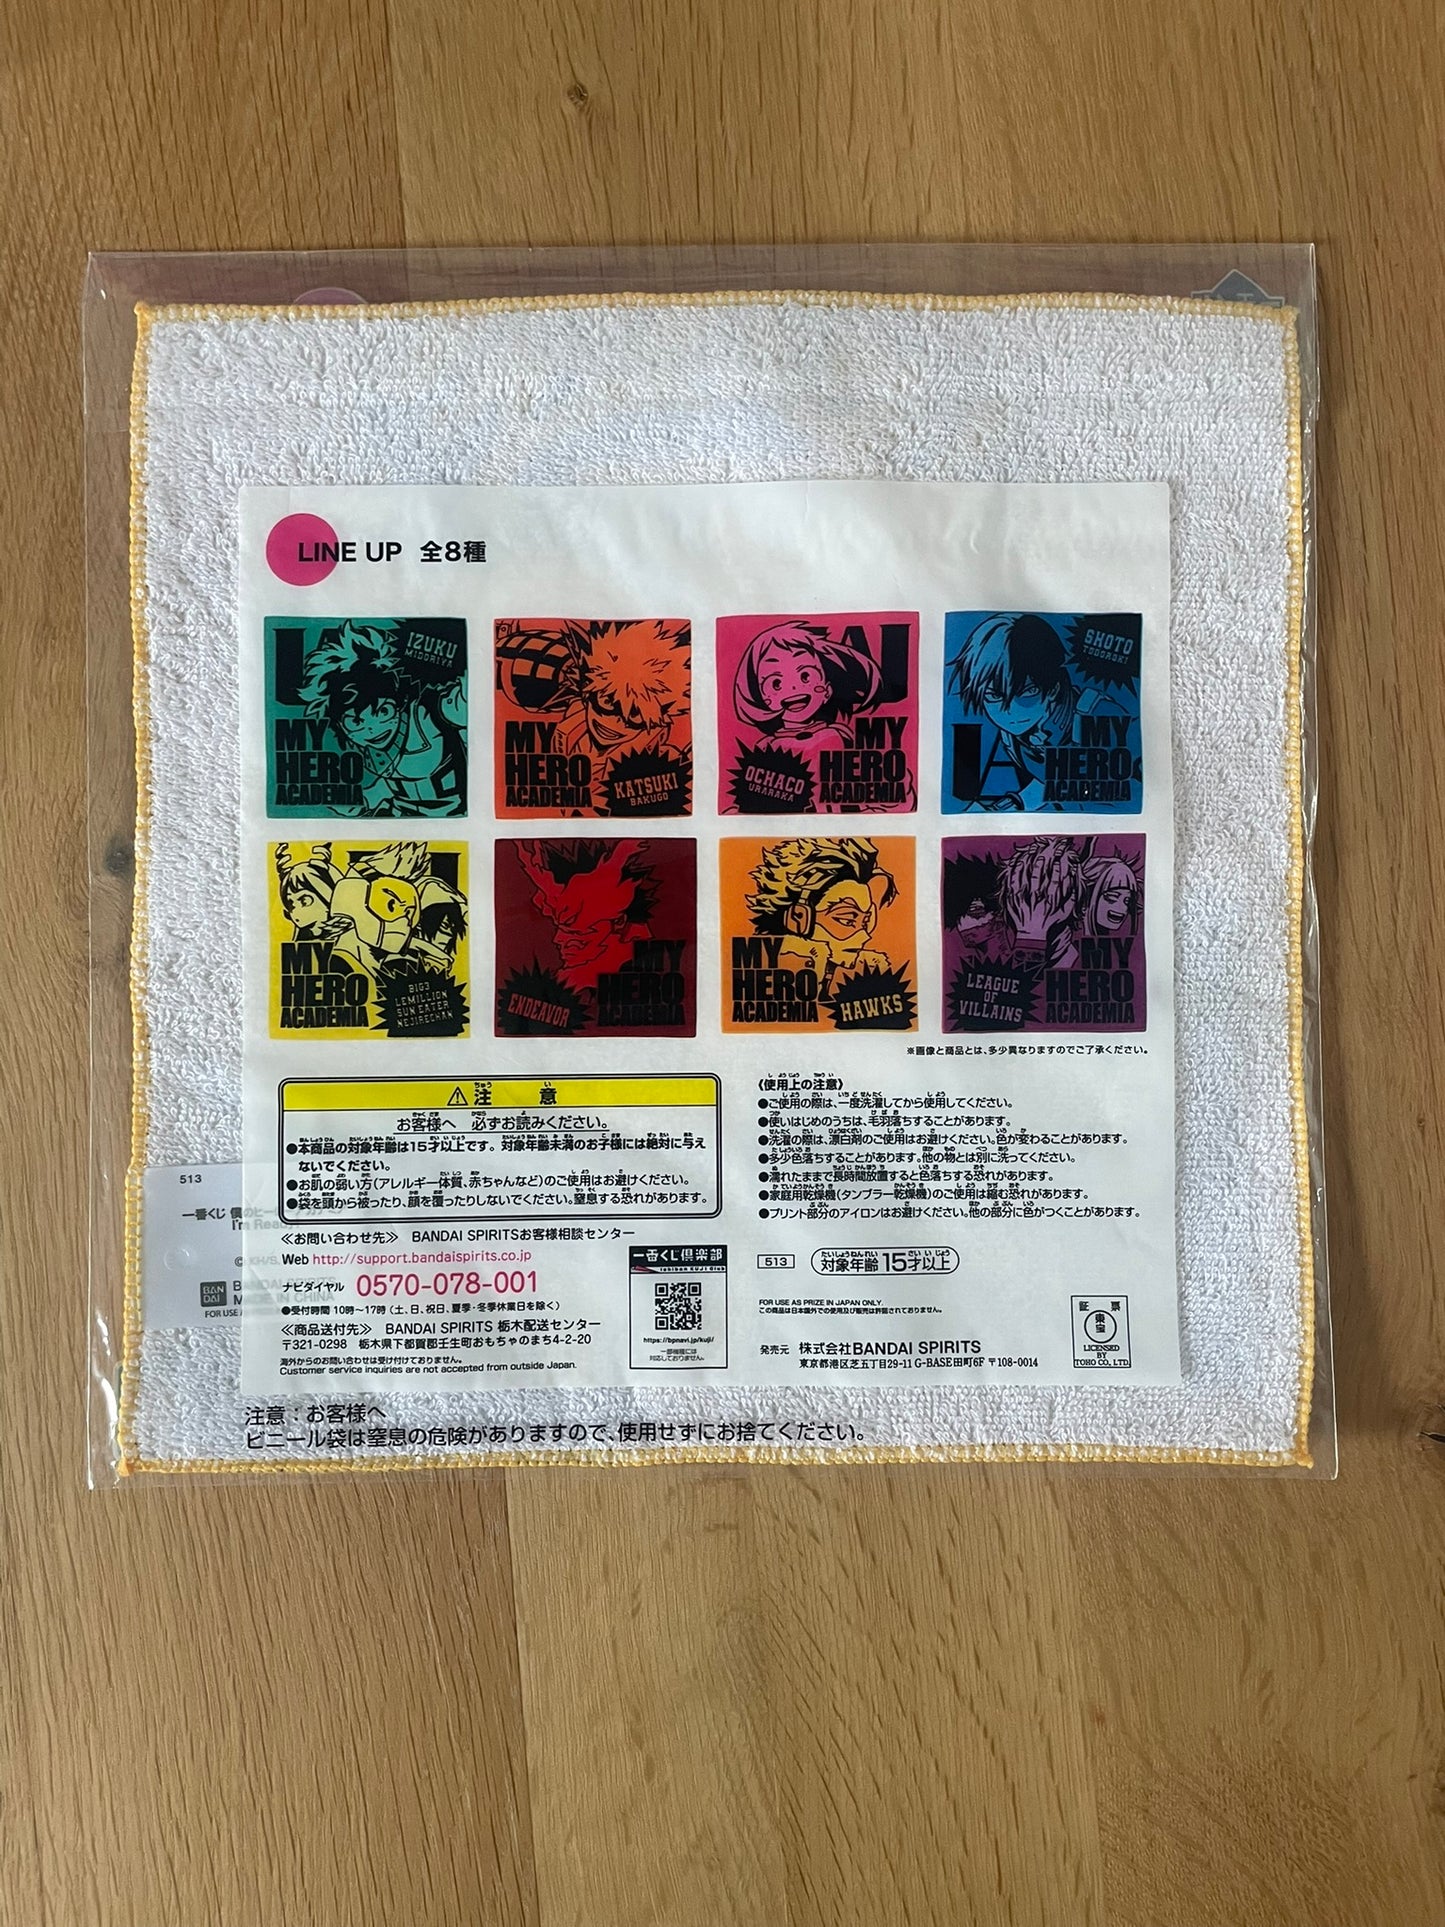 LINE UP 全8種
IZUKU
MIDORIYA
MY
HERO
ACADEMIA
MY
HERO
ACADEMIA
KATSUKI
BAKUGO
OCHACO
URARAKA
MY
HERO
ACADEMIA
SHOTO
TODOROKI
MY
HERO
ACADEMIA
MY
HERO
ACADEMIA
BIG3
LEMILLION
SUN EATER
NEJIRECHAN
ENDEAVOR
MY
HERO
ACADEMIA
MY
HERO
ACADEMIA
HAWKS
LEAGUE
OF
VILLAINS
MY
HERO
ACADEMIA
※画像と商品とは、多少異なりますのでご了承ください。
⚠注意
お客様へ 必ずお読みください。
●本商品の対象年齢は15才以上です。対象年齢未満のお子様には絶対に与え
ないでください。
●お肌の弱い方(アレルギー体質、赤ちゃんなど)のご使用はお避けください。
●袋を頭から被ったり、顔を覆ったりしないでください。窒息する恐れがあります。
≪お問い合わせ先≫ BANDAI SPIRITSお客様相談センター
Web http://support.bandaispirits.co.jp
ナビダイヤル 0570-078-001
●受付時間 10時〜17時(土、日、祝日、夏季・冬季休業日を除く)
≪商品送付先≫ BANDAI SPIRITS 栃木配送センター
〒321-0298 栃木県下都賀郡壬生町おもちゃのまち4-2-20
海外からのお問い合わせは受け付けておりません。
Customer service inquiries are not accepted from outside Japan.
一番くじ倶楽部
Ichiban KUJI Club
https://bpnavi.jp/kuji/
一部機種には
対応しておりません。
《使用上の注意》
●ご使用の際は、一度洗濯してから使用してください。
●使いはじめのうちは、毛羽落ちすることがあります。
●洗濯の際は、漂白剤のご使用はお避けください。色が変わることがあります。
●多少色落ちすることがあります。他の物とは別に洗ってください。
●濡れたままで長時間放置すると色落ちする恐れがあります。
●家庭用乾燥機(タンブラー乾燥機)のご使用は縮む恐れがあります。
●プリント部分のアイロンはお避けください。他の部分に色がつくことがあります。
513 対象年齢 15才以上
FOR USE AS PRIZE IN JAPAN ONLY.
この商品は日本国外での使用及び販売は許諾されておりません。
発売元 株式会社BANDAI SPIRITS
東京都港区芝五丁目29-11 G-BASE田町6F 〒108-0014
証票
東宝
LICENSED
BY
TOHO CO., LTD.
513
一番くじ 僕のヒーロー
I'm Ready
BANDAI
注意：お客様へ
ビニール袋は窒息の危険がありますので、使用せずにお捨てください。